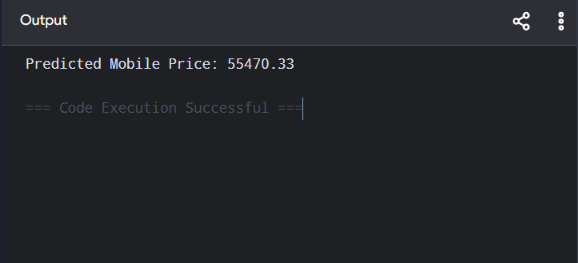 Output
Predicted Mobile Price: 55470.33
=== Code Execution Successful ===